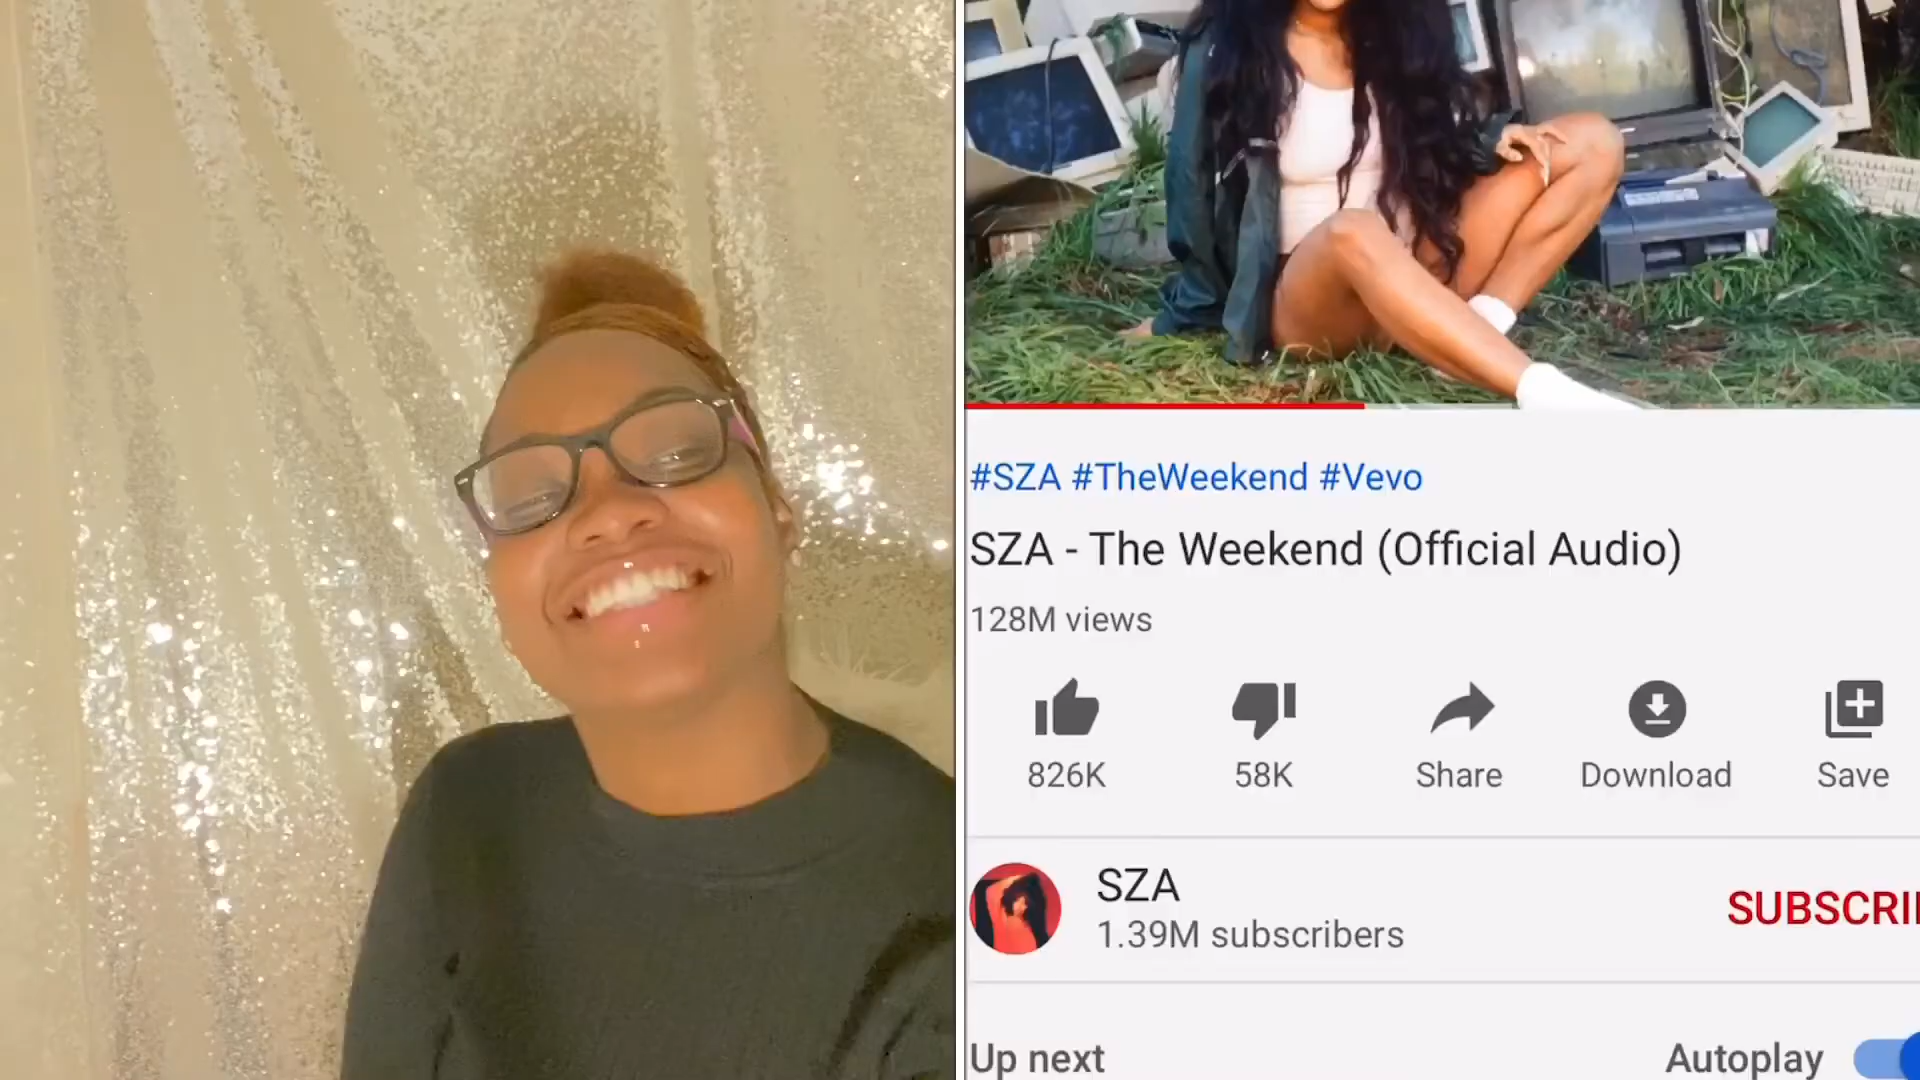 #SZA #TheWeekend #Vevo
SZA - The Weekend (Official Audio)
128M views
826K 58K Share Download Save
SZA
1.39M subscribers
SUBSCRI
Up next Autoplay